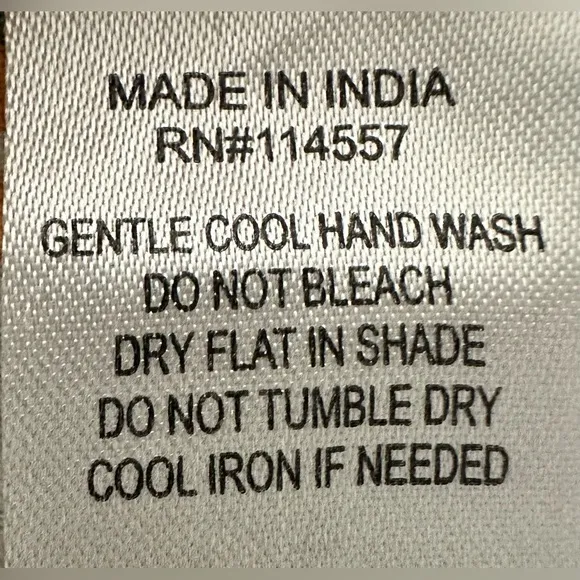 MADE IN INDIA
RN#114557
GENTLE COOL HAND WASH
DO NOT BLEACH
DRY FLAT IN SHADE
DO NOT TUMBLE DRY
COOL IRON IF NEEDED